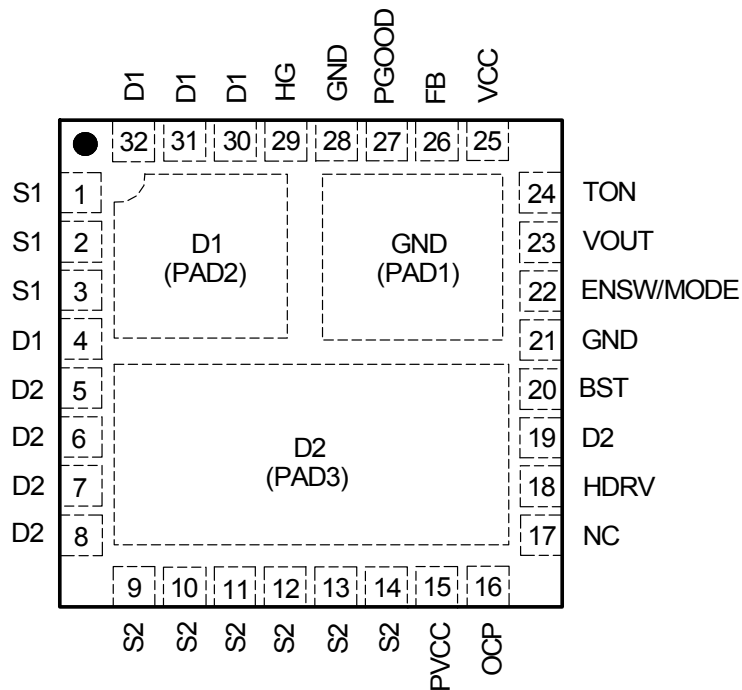 D1 D1 D1 HG GND PGOOD FB VCC
32 31 30 29 28 27 26 25
S1 1 24 TON
S1 2 23 VOUT
S1 3 22 ENSW/MODE
D1 4 21 GND
D2 5 20 BST
D2 6 19 D2
D2 7 18 HDRV
D2 8 17 NC
D1
(PAD2)
GND
(PAD1)
D2
(PAD3)
9 10 11 12 13 14 15 16
S2 S2 S2 S2 S2 S2 PVCC OCP